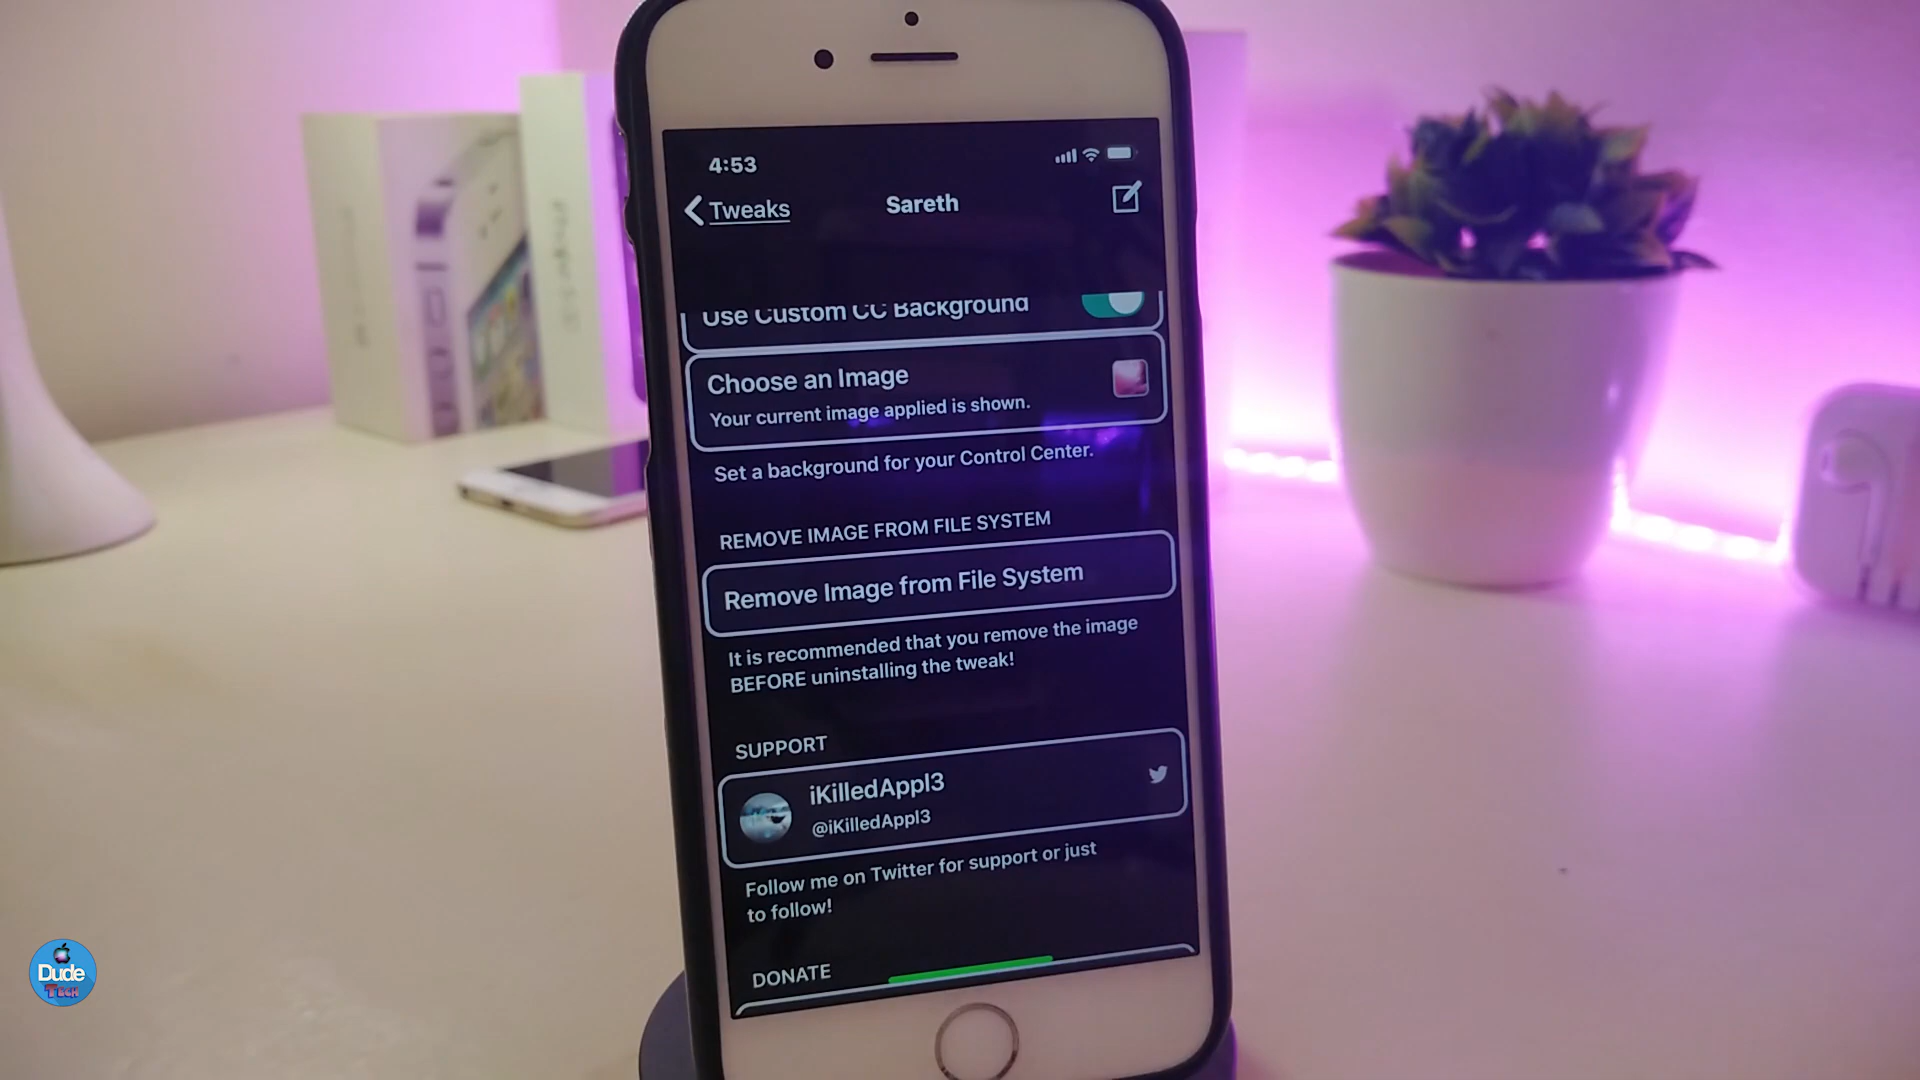 4:53
Tweaks
Sareth
Use Custom CC Background
Choose an Image
Your current image applied is shown.
Set a background for your Control Center.
REMOVE IMAGE FROM FILE SYSTEM
Remove Image from File System
It is recommended that you remove the image
BEFORE uninstalling the tweak!
SUPPORT
iKilledAppl3
@iKilledAppl3
Follow me on Twitter for support or just
to follow!
DONATE
Dude
TECH